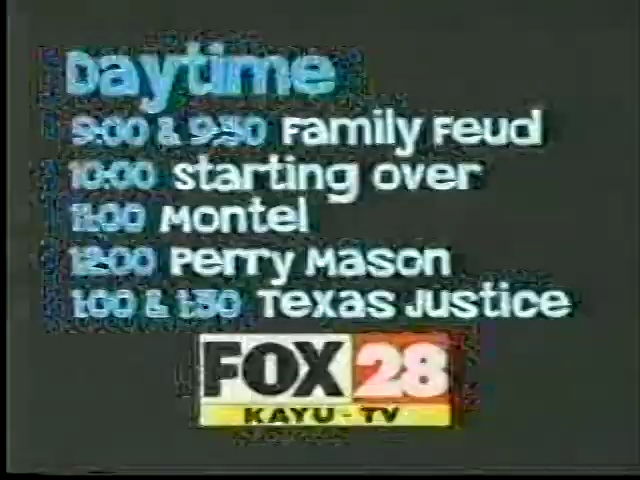 Daytime
9:00 & 9:30 Family Feud
10:00 Starting Over
11:00 Montel
12:00 Perry Mason
1:00 & 1:30 Texas Justice
FOX 28
KAYU-TV